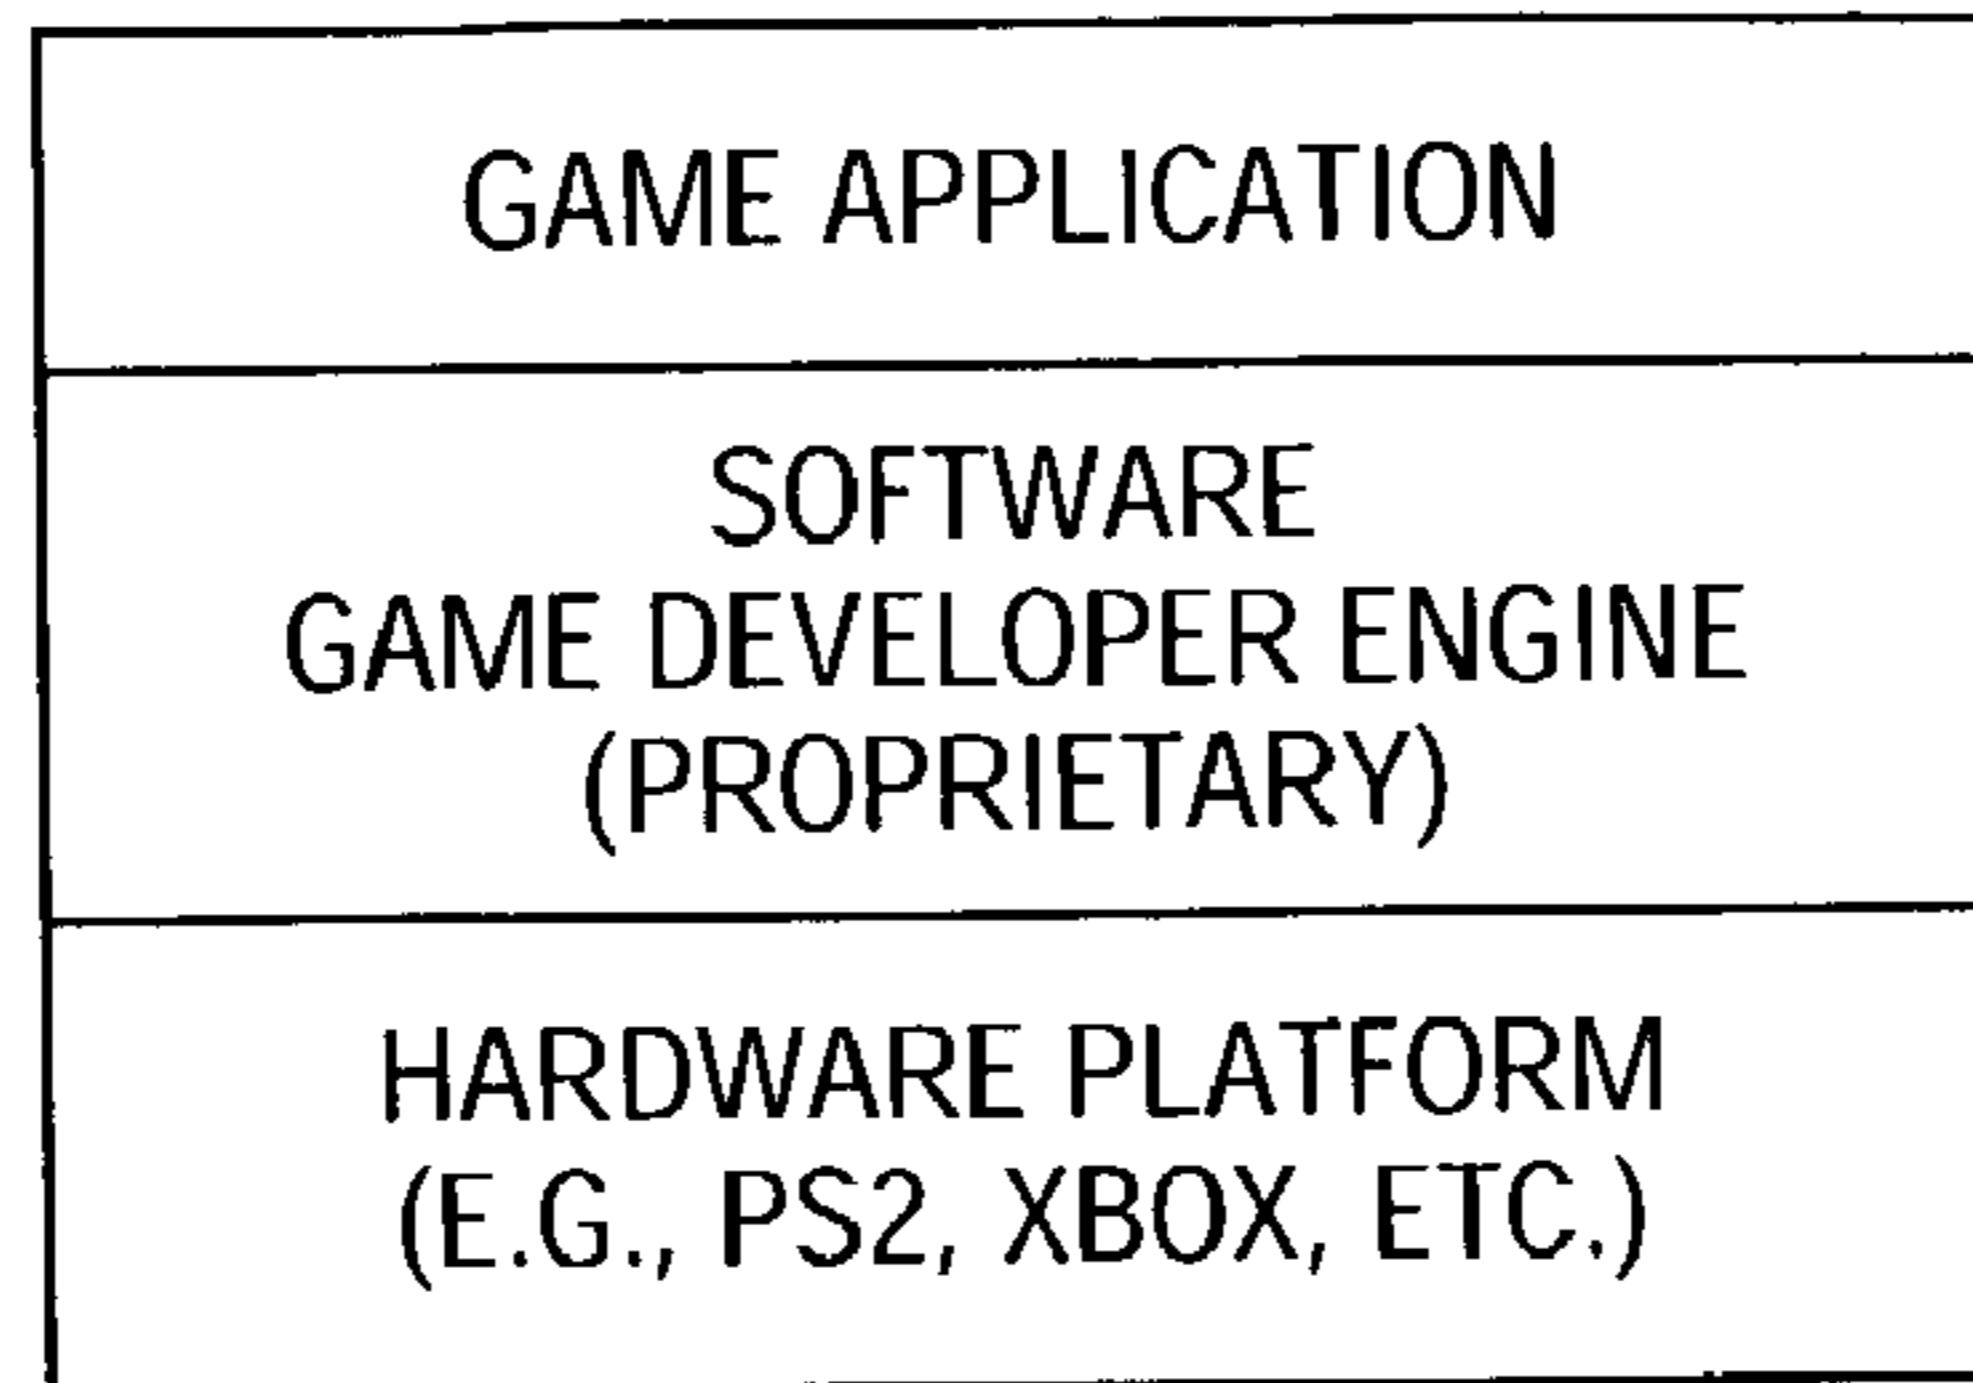 GAME APPLICATION
SOFTWARE
GAME DEVELOPER ENGINE
(PROPRIETARY)
HARDWARE PLATFORM
(E.G., PS2, XBOX, ETC.)